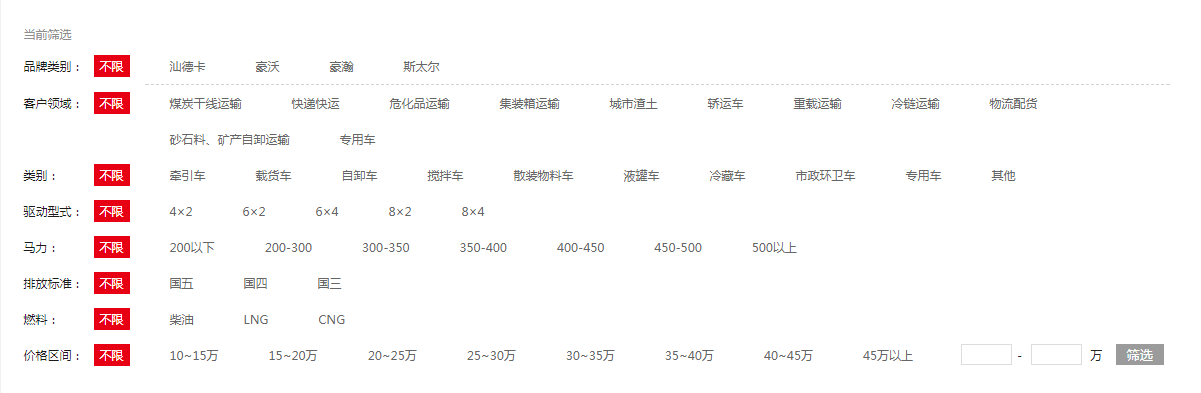 当前筛选
品牌类别： 不限 汕德卡 豪沃 豪瀚 斯太尔
客户领域： 不限 煤炭干线运输 快递快运 危化品运输 集装箱运输 城市渣土 轿运车 重载运输 冷链运输 物流配货
砂石料、矿产自卸运输 专用车
类别： 不限 牵引车 载货车 自卸车 搅拌车 散装物料车 液罐车 冷藏车 市政环卫车 专用车 其他
驱动型式： 不限 4×2 6×2 6×4 8×2 8×4
马力： 不限 200以下 200-300 300-350 350-400 400-450 450-500 500以上
排放标准： 不限 国五 国四 国三
燃料： 不限 柴油 LNG CNG
价格区间： 不限 10~15万 15~20万 20~25万 25~30万 30~35万 35~40万 40~45万 45万以上 - 万 筛选